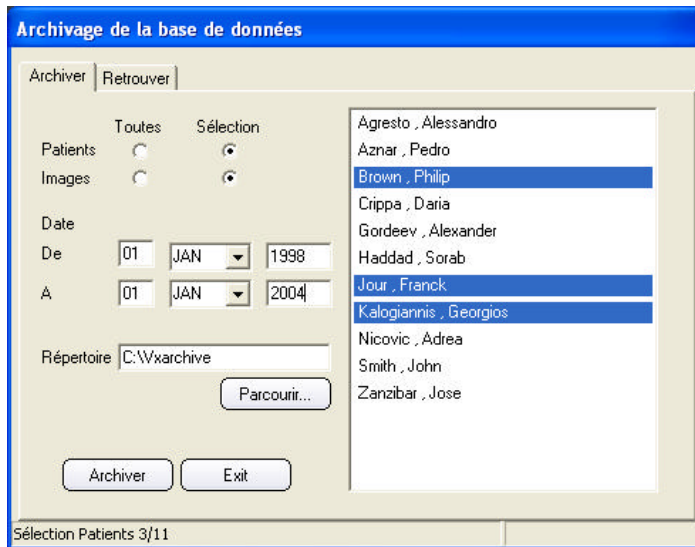 Archivage de la base de données
Archiver Retrouver
Toutes Sélection
Patients
Images
Date
De 01 JAN 1998
A 01 JAN 2004
Répertoire C:\Vxarchive
Parcourir...
Archiver Exit
Agresto , Alessandro
Aznar , Pedro
Brown , Philip
Crippa , Daria
Gordeev , Alexander
Haddad , Sorab
Jour , Franck
Kalogiannis , Georgios
Nicovic , Adrea
Smith , John
Zanzibar , Jose
Sélection Patients 3/11